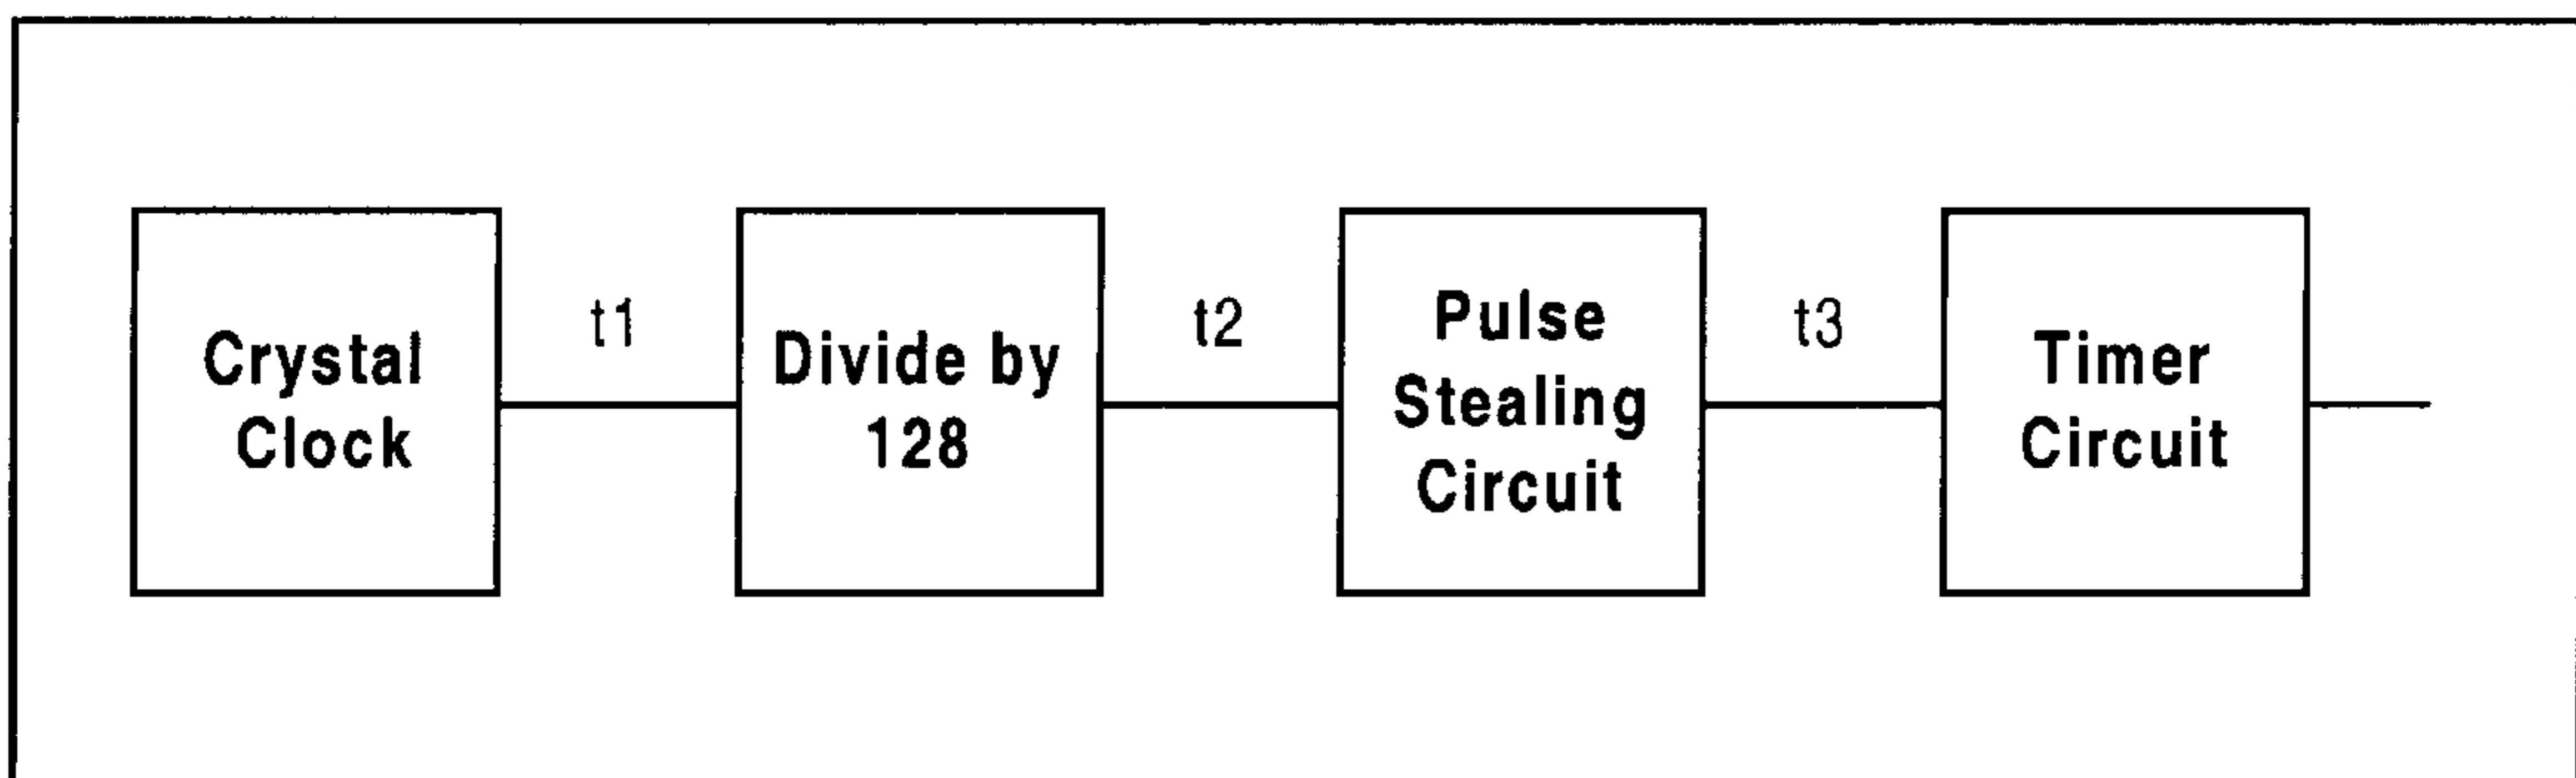 Crystal
Clock
t1
Divide by
128
t2
Pulse
Stealing
Circuit
t3
Timer
Circuit